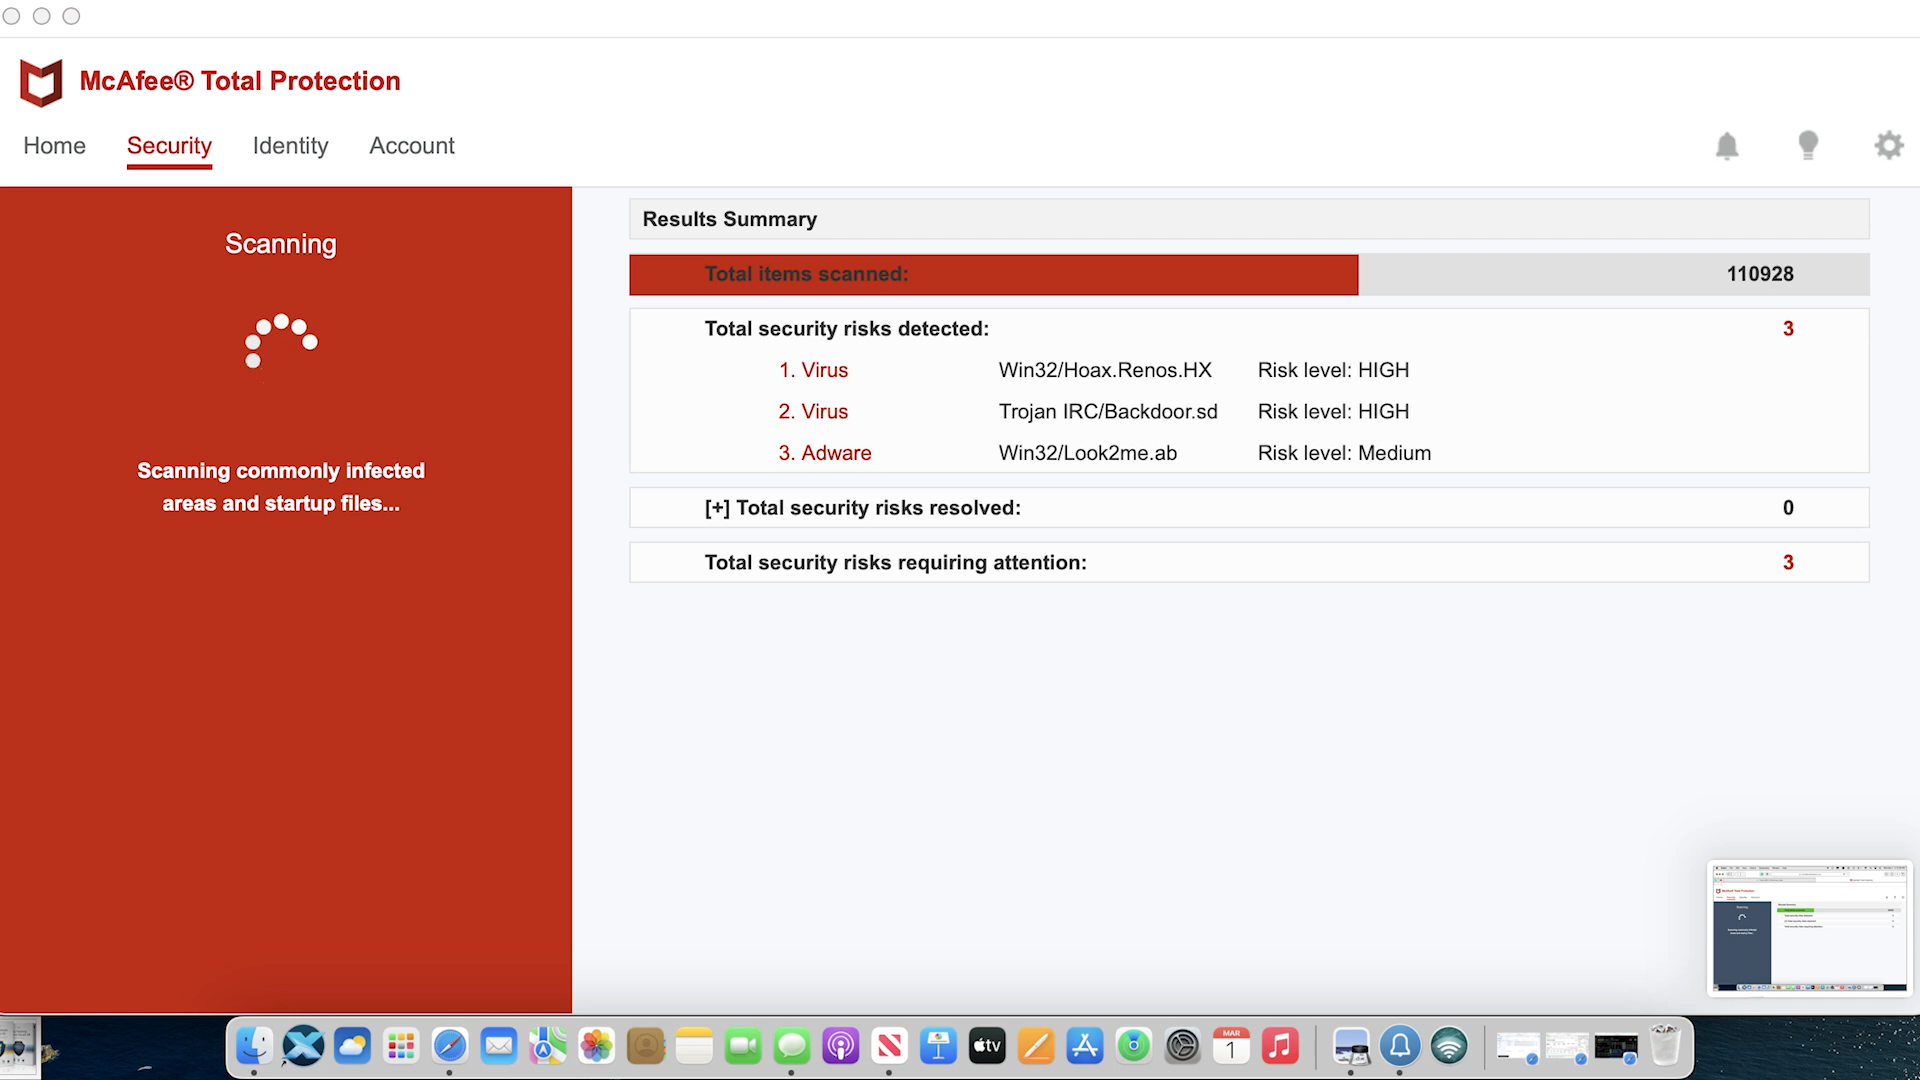 McAfee® Total Protection
Home Security Identity Account
Scanning
Scanning commonly infected
areas and startup files...
Results Summary
Total items scanned: 110928
Total security risks detected: 3
1. Virus Win32/Hoax.Renos.HX Risk level: HIGH
2. Virus Trojan IRC/Backdoor.sd Risk level: HIGH
3. Adware Win32/Look2me.ab Risk level: Medium
[+] Total security risks resolved: 0
Total security risks requiring attention: 3
tv
MAR
1